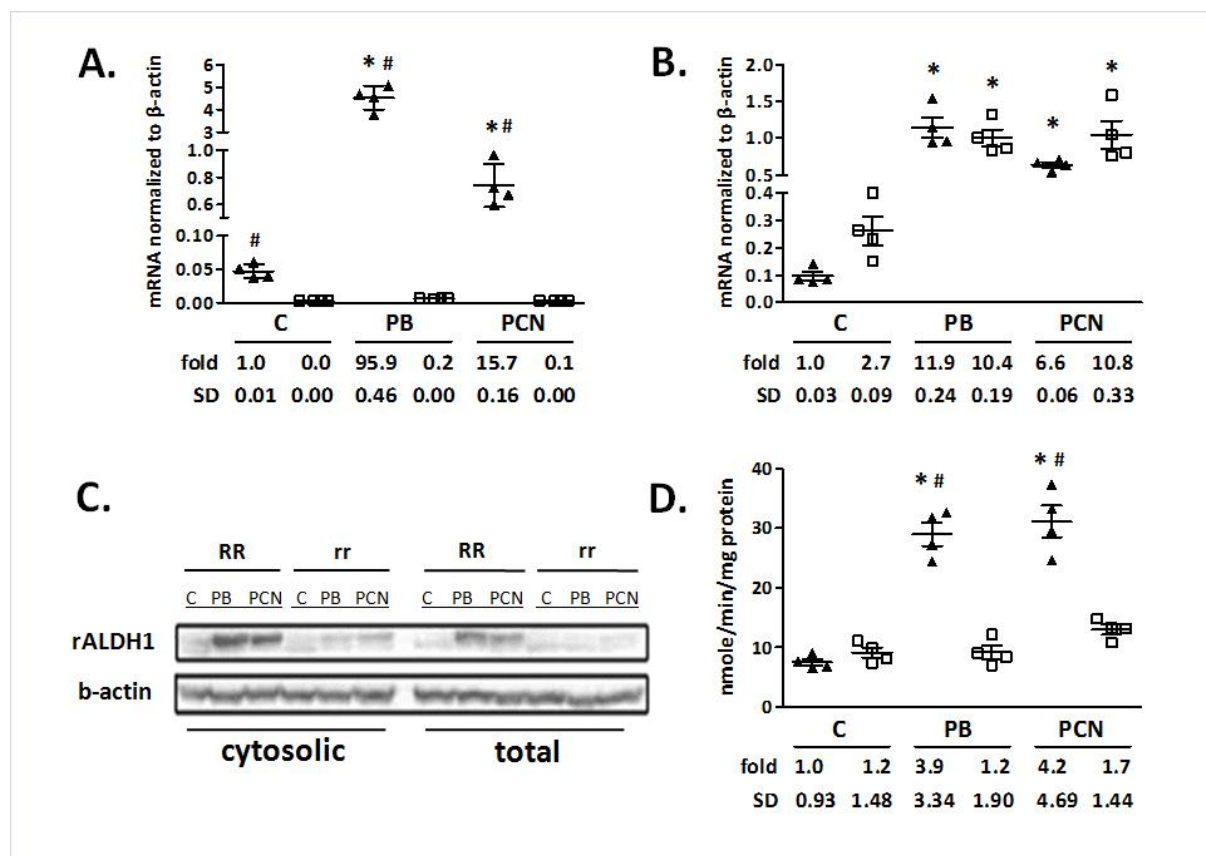 A.
mRNA normalized to β-actin
6
5
4
3
1.0
0.8
0.6
0.10
0.05
0.00
#
* #
* #
C PB PCN
fold 1.0 0.0 95.9 0.2 15.7 0.1
SD 0.01 0.00 0.46 0.00 0.16 0.00
B.
mRNA normalized to β-actin
2.0
1.5
1.0
0.5
0.4
0.3
0.2
0.1
0.0
* * * *
C PB PCN
fold 1.0 2.7 11.9 10.4 6.6 10.8
SD 0.03 0.09 0.24 0.19 0.06 0.33
C.
RR rr RR rr
C PB PCN C PB PCN C PB PCN C PB PCN
rALDH1
b-actin
cytosolic total
D.
nmole/min/mg protein
40
30
20
10
0
* # * #
C PB PCN
fold 1.0 1.2 3.9 1.2 4.2 1.7
SD 0.93 1.48 3.34 1.90 4.69 1.44